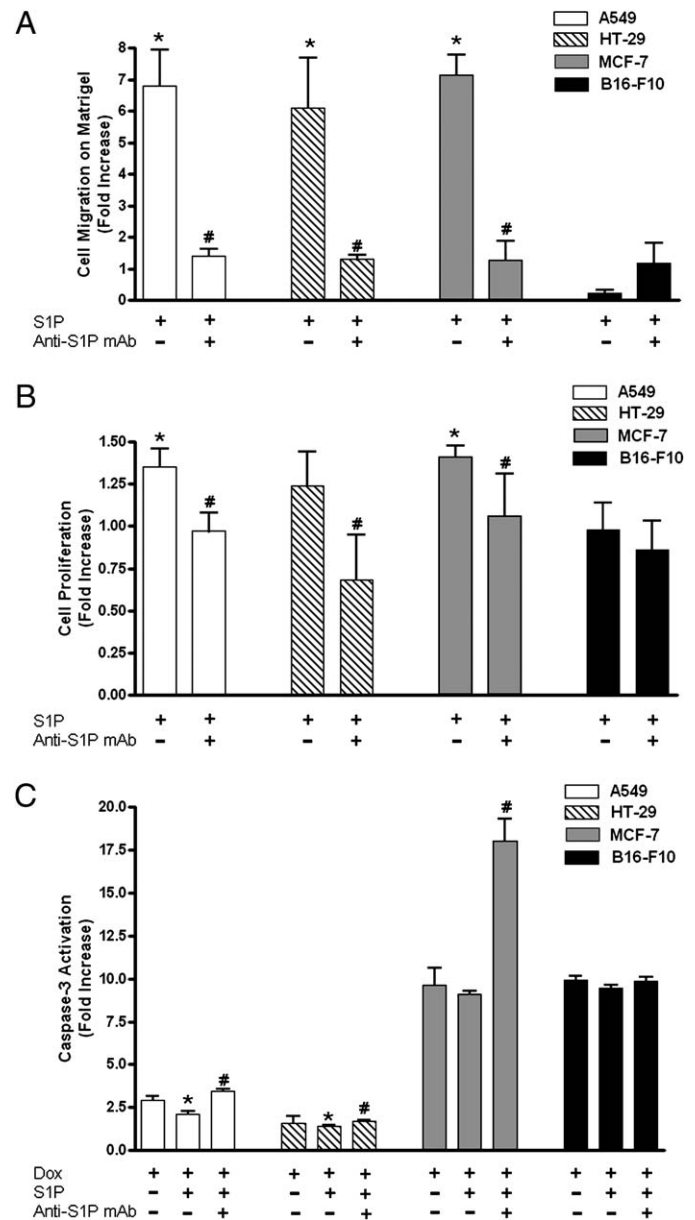 A
A549
HT-29
MCF-7
B16-F10
Cell Migration on Matrigel
(Fold Increase)
8
7
6
5
4
3
2
1
0
* # * # * #
S1P + + + + + + + +
Anti-S1P mAb - + - + - + - +
B
A549
HT-29
MCF-7
B16-F10
Cell Proliferation
(Fold Increase)
1.50
1.25
1.00
0.75
0.50
0.25
0.00
* # # * #
S1P + + + + + + + +
Anti-S1P mAb - + - + - + - +
C
A549
HT-29
MCF-7
B16-F10
Caspase-3 Activation
(Fold Increase)
20.0
17.5
15.0
12.5
10.0
7.5
5.0
2.5
0.0
* # * # #
Dox + + + + + + + + + + + +
S1P - + + - + + - + + - + +
Anti-S1P mAb - - + - - + - - + - - +